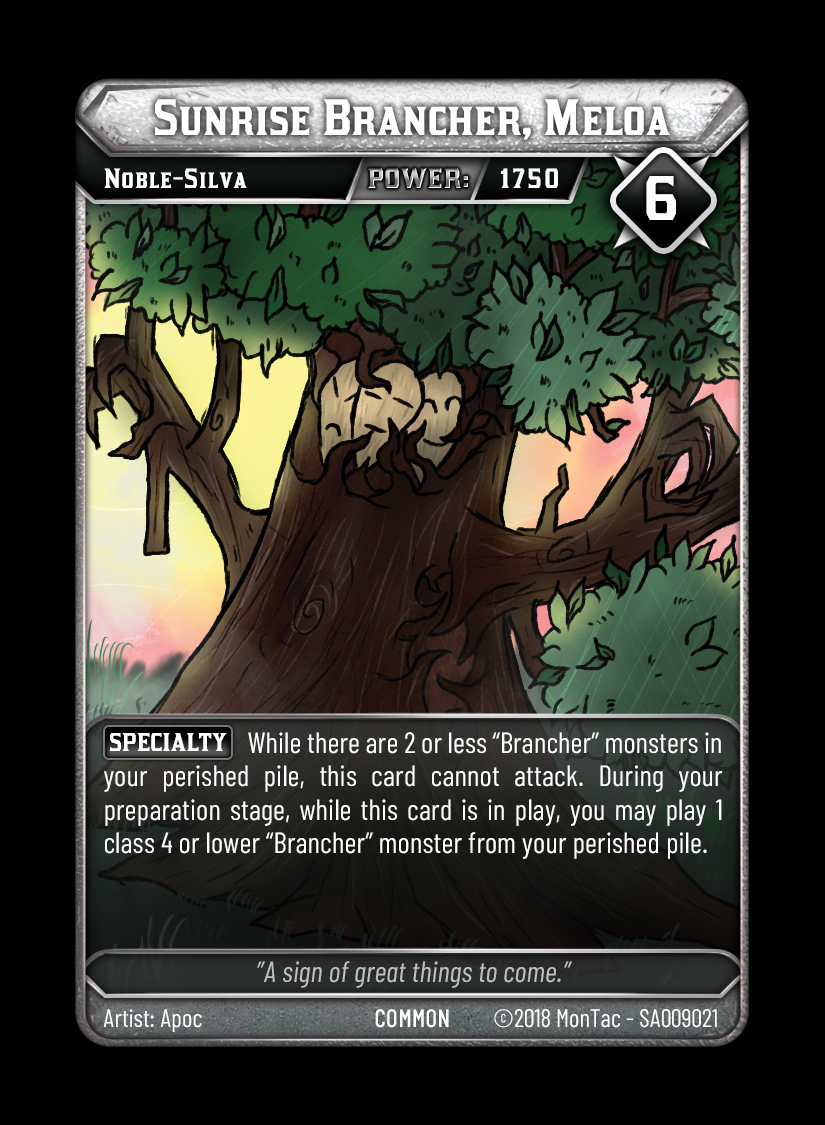 Sunrise Brancher, Meloa
Noble-Silva POWER: 1750
6
SPECIALTY While there are 2 or less “Brancher” monsters in
your perished pile, this card cannot attack. During your
preparation stage, while this card is in play, you may play 1
class 4 or lower “Brancher” monster from your perished pile.
”A sign of great things to come.”
Artist: Apoc COMMON ©2018 MonTac - SA009021